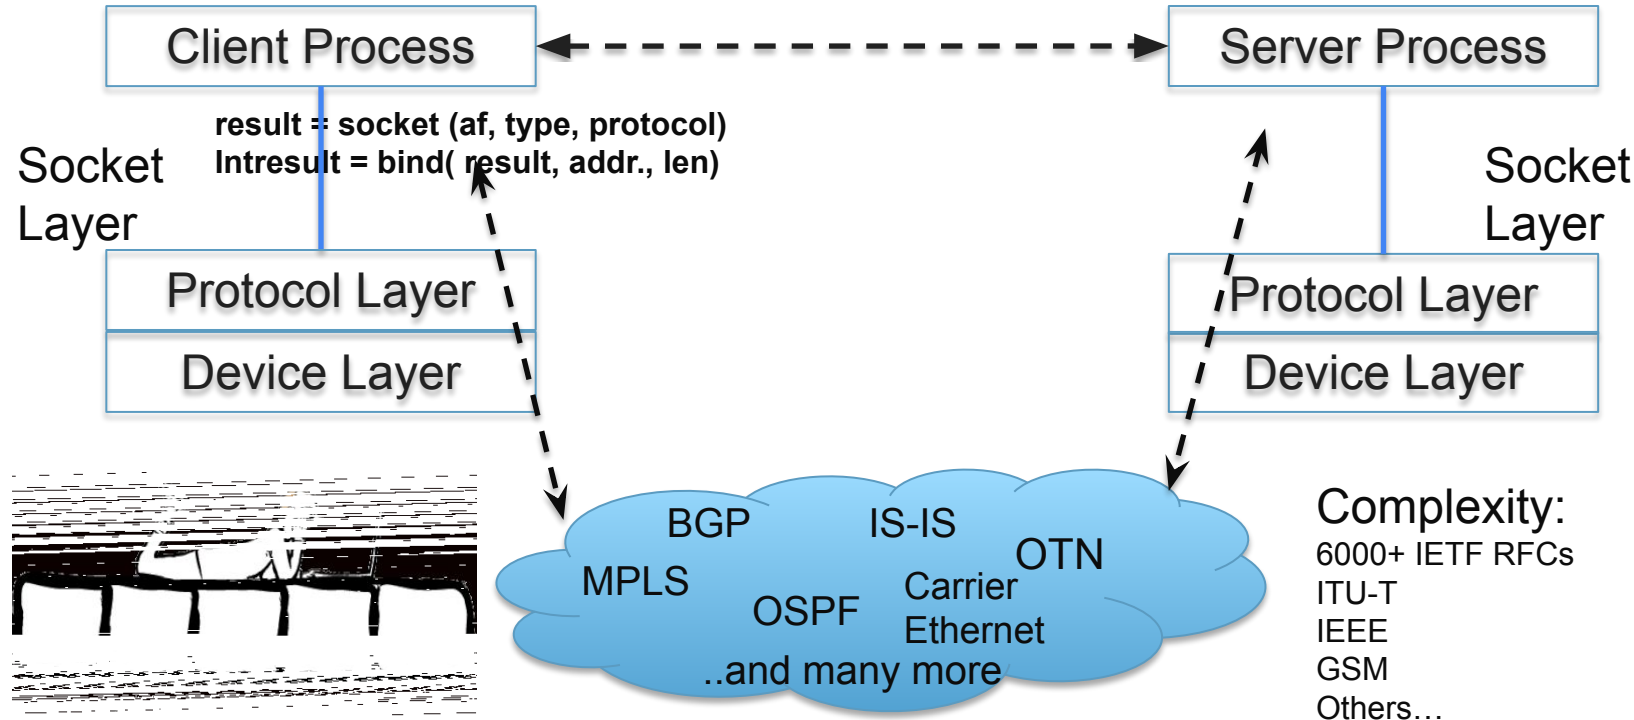 Client Process
Server Process
result = socket (af, type, protocol)
Intresult = bind( result, addr., len)
Socket
Layer
Socket
Layer
Protocol Layer
Device Layer
Protocol Layer
Device Layer
BGP
IS-IS
OTN
MPLS
OSPF
Carrier
Ethernet
..and many more
Complexity:
6000+ IETF RFCs
ITU-T
IEEE
GSM
Others…